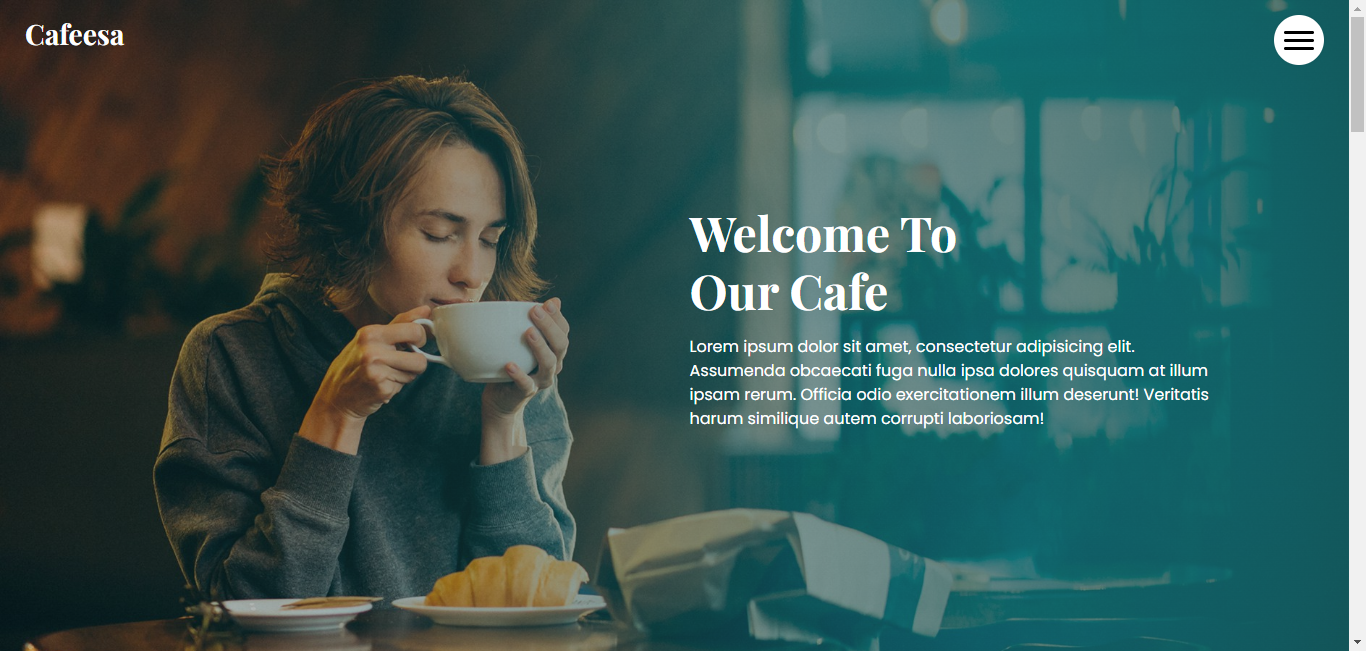 Cafeesa
Welcome To
Our Cafe
Lorem ipsum dolor sit amet, consectetur adipisicing elit.
Assumenda obcaecati fuga nulla ipsa dolores quisquam at illum
ipsam rerum. Officia odio exercitationem illum deserunt! Veritatis
harum similique autem corrupti laboriosam!